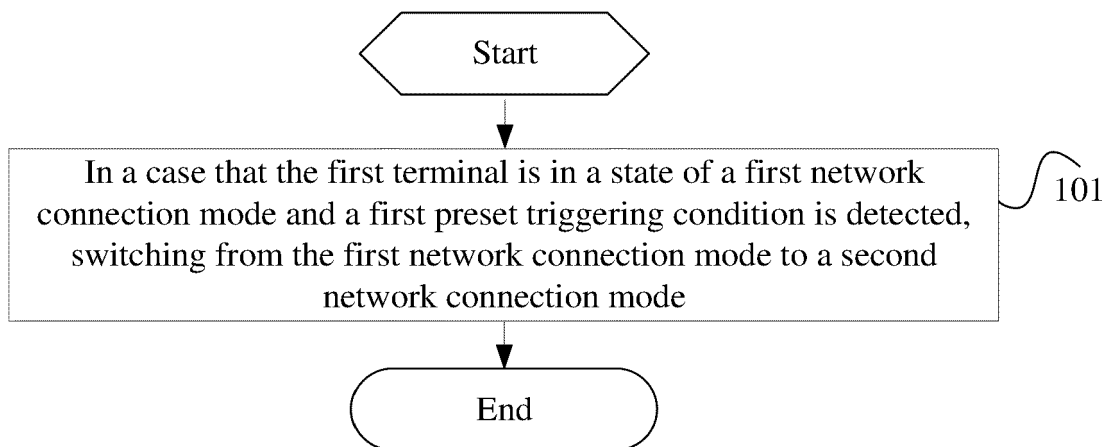 Start
In a case that the first terminal is in a state of a first network
connection mode and a first preset triggering condition is detected,
switching from the first network connection mode to a second
network connection mode
101
End